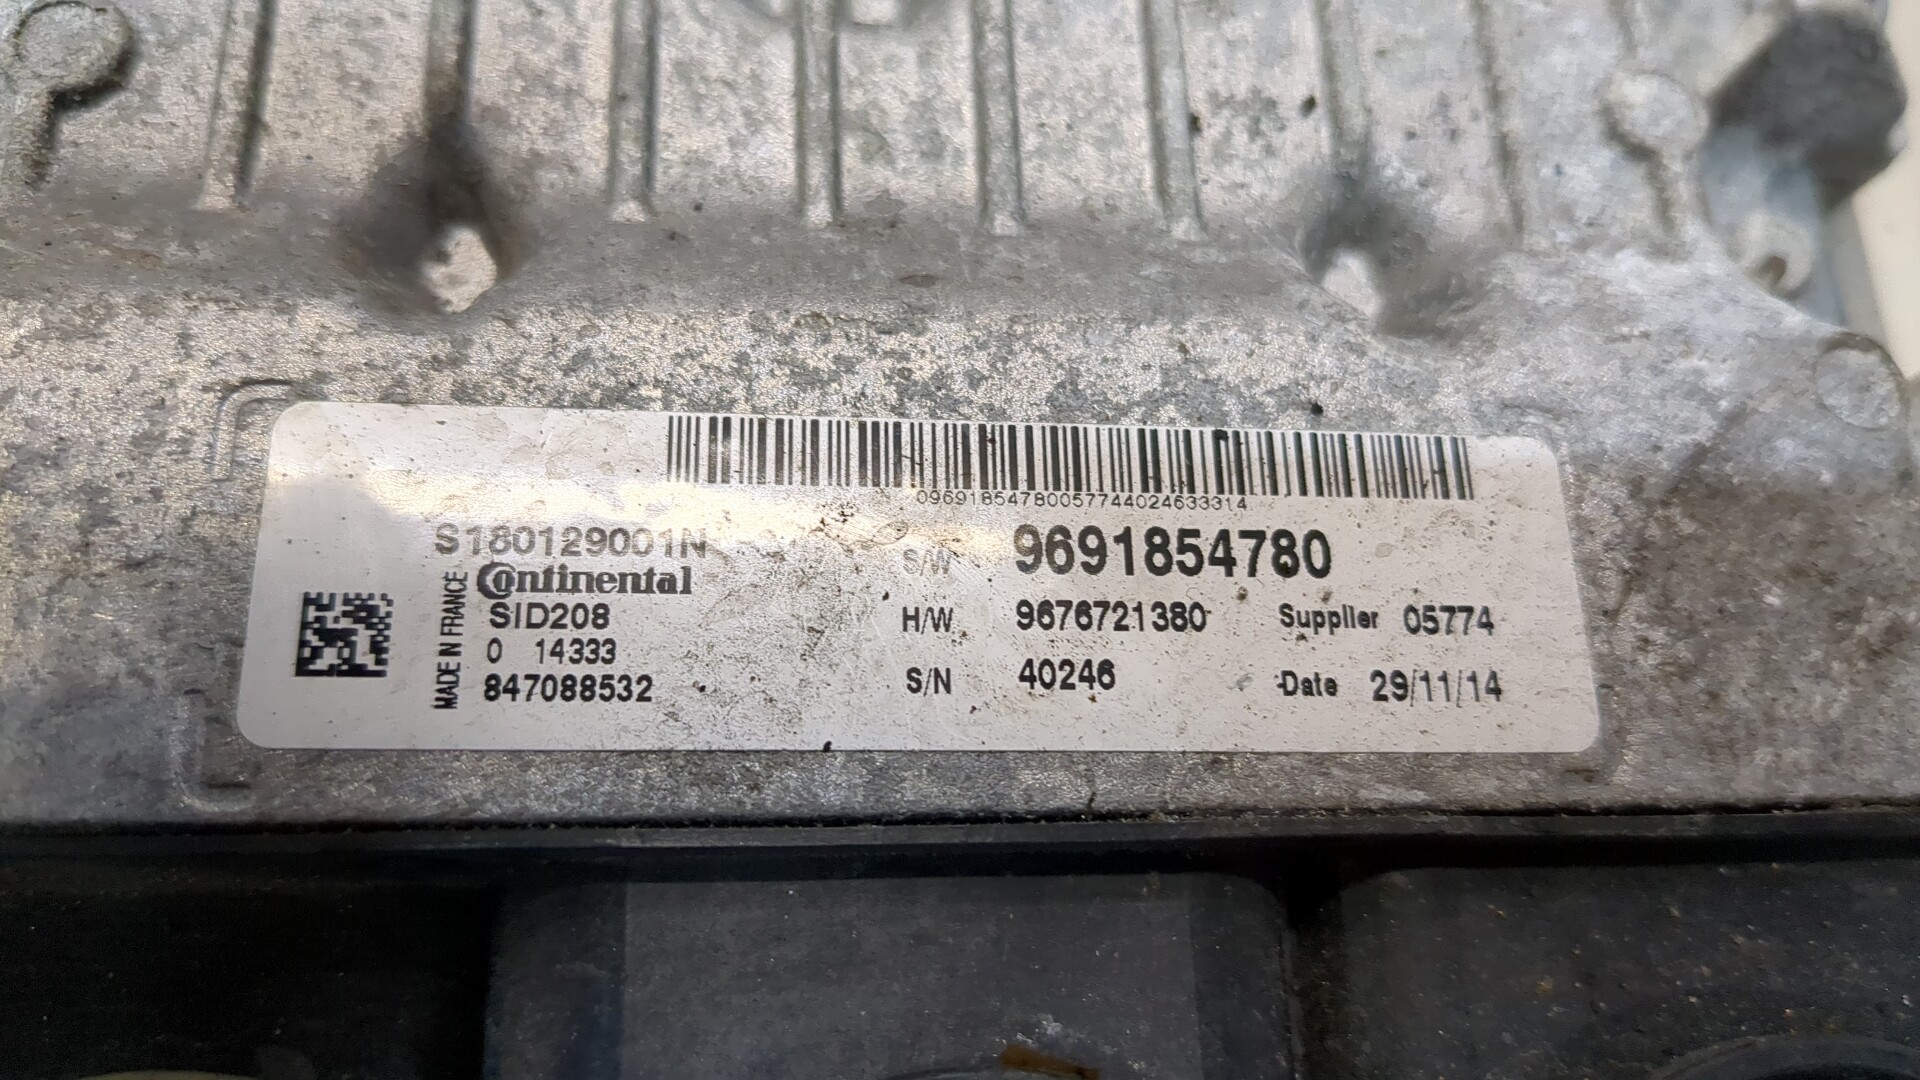 09691854780057744024633314
S180129001N
Continental
SID208
0 14333
847088532
MADE IN FRANCE
S/W 9691854780
H/W 9676721380 Supplier 05774
S/N 40246 Date 29/11/14